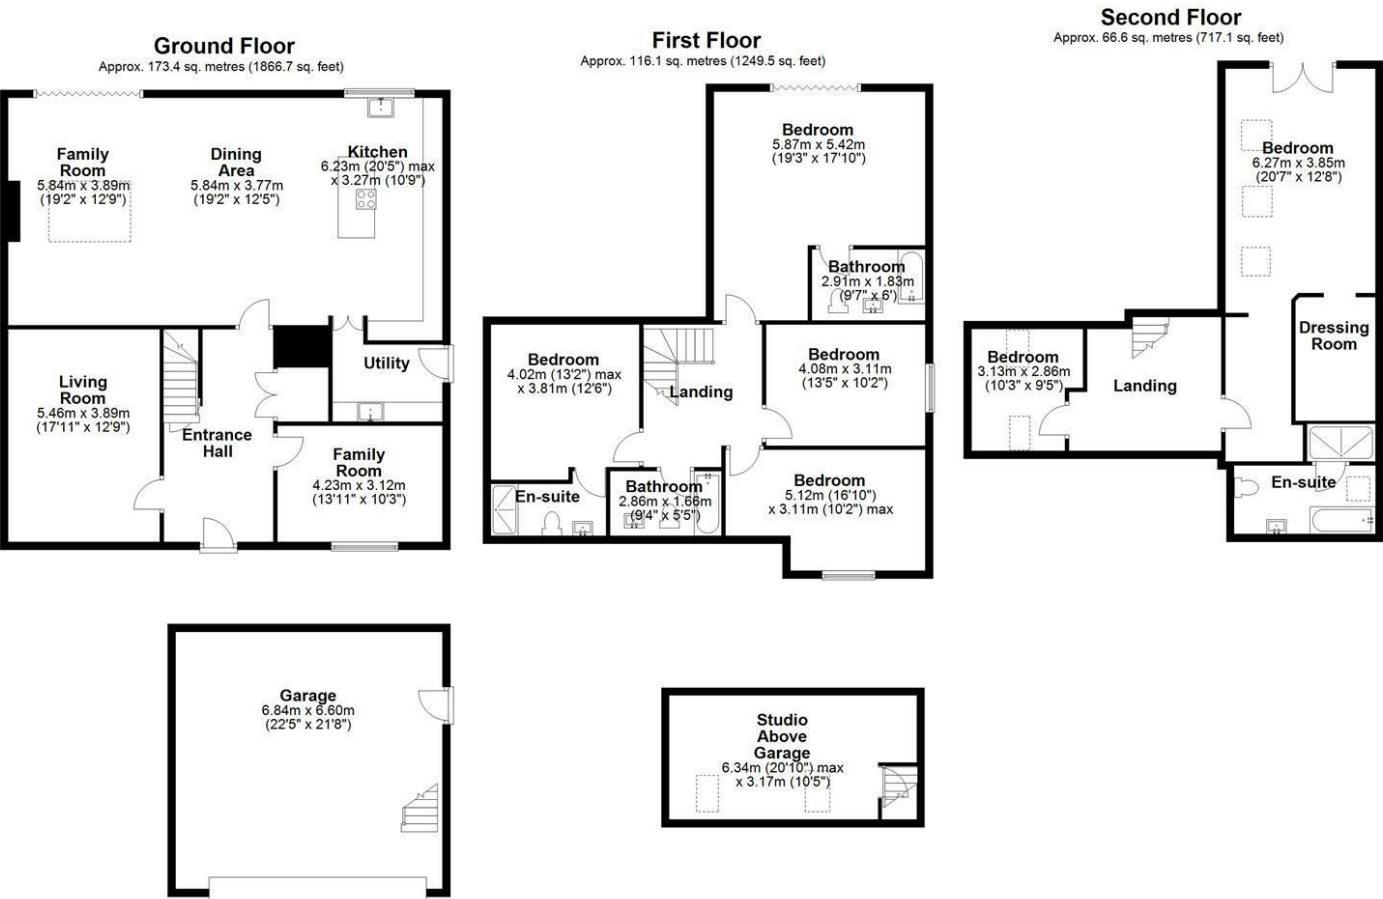 Ground Floor
Approx. 173.4 sq. metres (1866.7 sq. feet)
Family
Room
5.84m x 3.89m
(19'2" x 12'9")
Dining
Area
5.84m x 3.77m
(19'2" x 12'5")
Kitchen
6.23m (20'5") max
x 3.27m (10'9")
Utility
Living
Room
5.46m x 3.89m
(17'11" x 12'9")
Entrance
Hall
Family
Room
4.23m x 3.12m
(13'11" x 10'3")
Garage
6.84m x 6.60m
(22'5" x 21'8")
First Floor
Approx. 116.1 sq. metres (1249.5 sq. feet)
Bedroom
5.87m x 5.42m
(19'3" x 17'10")
Bathroom
2.91m x 1.83m
(9'7" x 6')
Bedroom
4.02m (13'2") max
x 3.81m (12'6")
Landing
Bedroom
4.08m x 3.11m
(13'5" x 10'2")
En-suite
Bathroom
2.86m x 1.66m
(9'4" x 5'5")
Bedroom
5.12m (16'10")
x 3.11m (10'2") max
Studio
Above
Garage
6.34m (20'10") max
x 3.17m (10'5")
Second Floor
Approx. 66.6 sq. metres (717.1 sq. feet)
Bedroom
6.27m x 3.85m
(20'7" x 12'8")
Dressing
Room
Bedroom
3.13m x 2.86m
(10'3" x 9'5")
Landing
En-suite